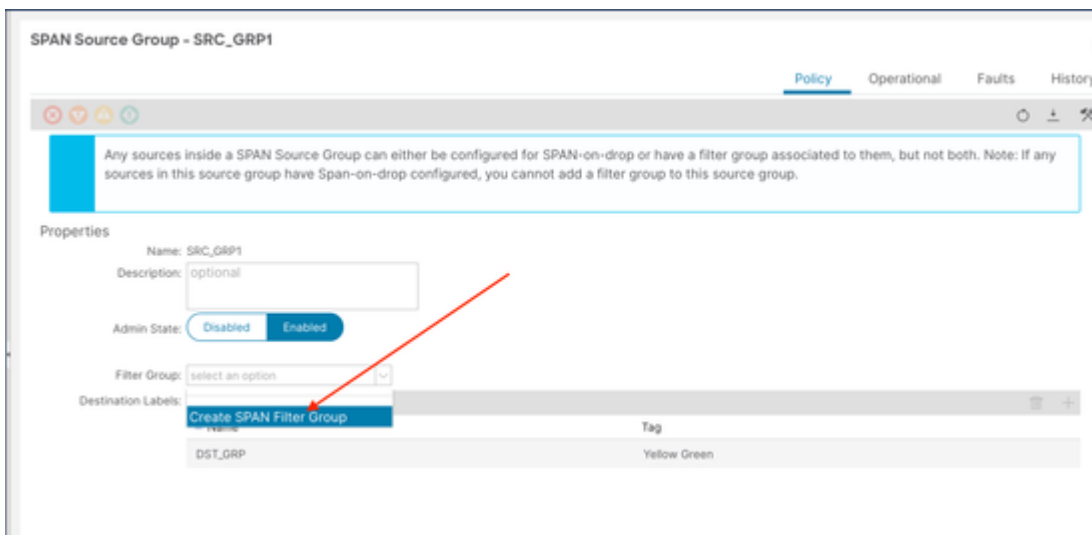 SPAN Source Group - SRC_GRP1
Policy Operational Faults History
Any sources inside a SPAN Source Group can either be configured for SPAN-on-drop or have a filter group associated to them, but not both. Note: If any
sources in this source group have Span-on-drop configured, you cannot add a filter group to this source group.
Properties
Name: SRC_GRP1
Description: optional
Admin State: Disabled Enabled
Filter Group: select an option
Destination Labels:
Create SPAN Filter Group
Name Tag
DST_GRP Yellow Green